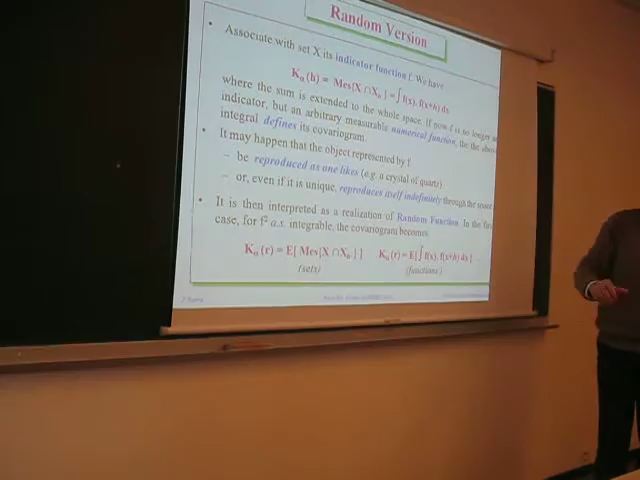 Random Version
• Associate with set X its indicator function f. We have
Kα(h) = Mes{X ∩ Xh} = ∫ f(x). f(x+h) dx
where the sum is extended to the whole space. If now f is no longer an
indicator, but an arbitrary measurable numerical function, the the above
integral defines its covariogram.
• It may happen that the object represented by f
– be reproduced as one likes (e.g. a crystal of quartz)
– or, even if it is unique, reproduces itself indefinitely through the space
• It is then interpreted as a realization of Random Function. In the first
case, for f² a.s. integrable, the covariogram becomes
Kα(r) = E[ Mes{X ∩ Xh} ] Kα(r) = E[ ∫ f(x). f(x+h) dx ]
(sets) (functions)